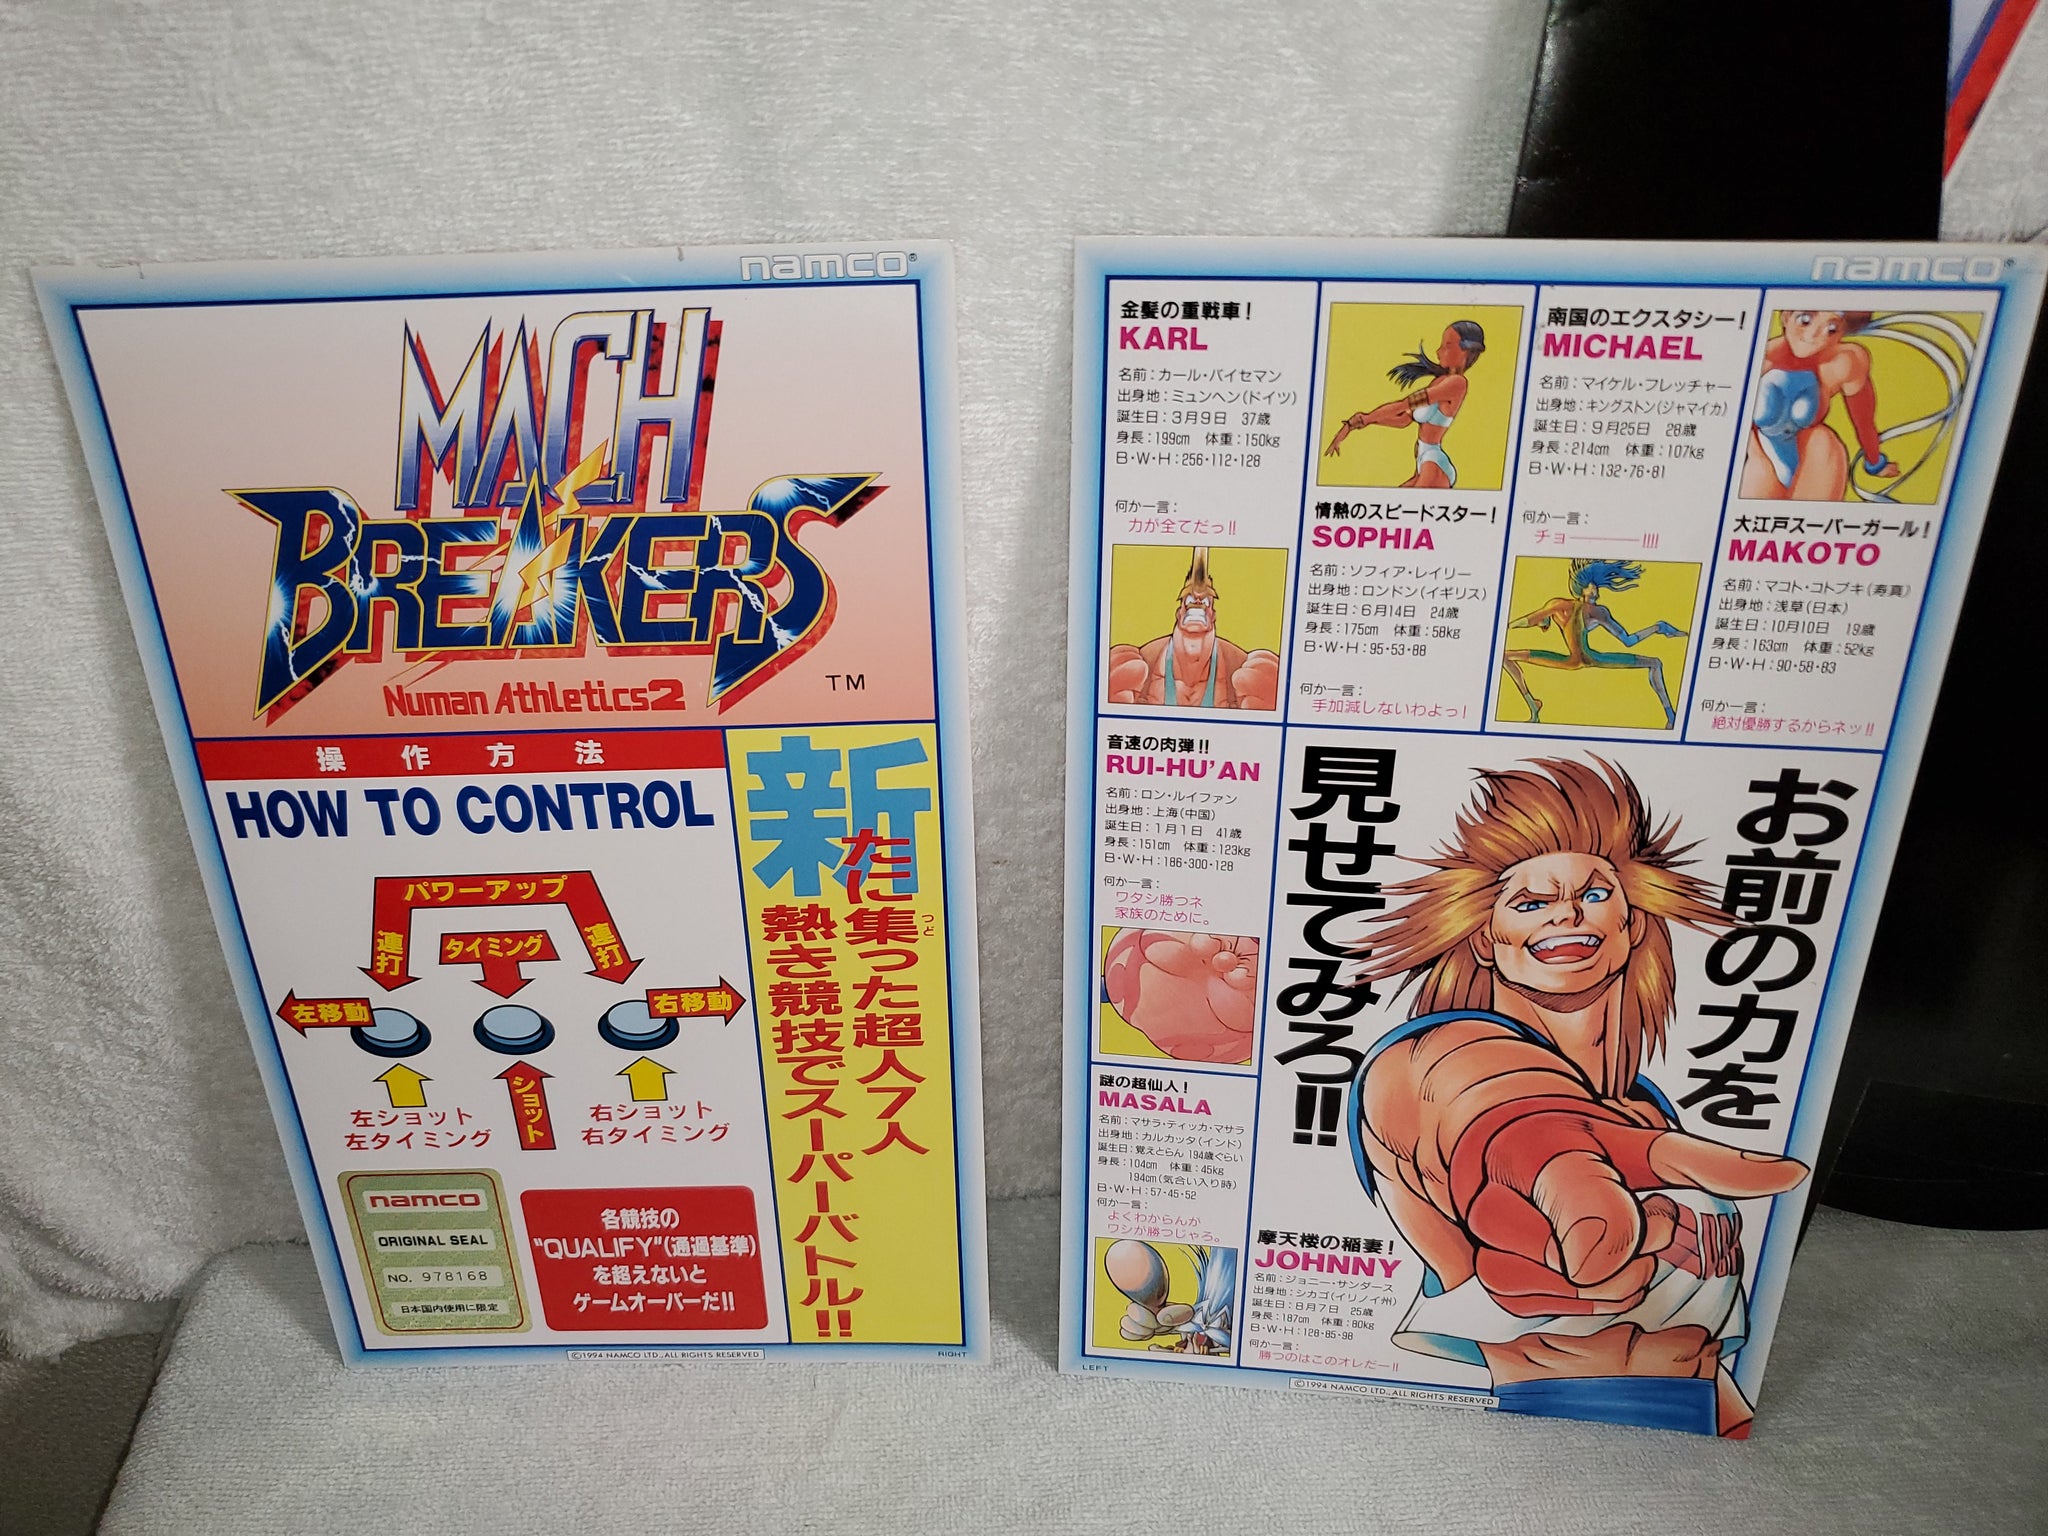 namco®
MACH
BREAKERS
Numan Athletics2
TM
操作方法
HOW TO CONTROL
パワーアップ
連打
タイミング
連打
左移動
右移動
左ショット
左タイミング
ショット
右ショット
右タイミング
新たに集った超人7人
つど
熱き競技でスーパーバトル!!
namco
ORIGINAL SEAL
NO. 978168
日本国内使用に限定
各競技の
"QUALIFY"(通過基準)
を超えないと
ゲームオーバーだ!!
©1994 NAMCO LTD., ALL RIGHTS RESERVED
RIGHT
namco®
金髪の重戦車!
KARL
名前:カール・バイセマン
出身地:ミュンヘン(ドイツ)
誕生日:3月9日 37歳
身長:199cm 体重:150kg
B・W・H:256・112・128
何か一言:
力が全てだっ!!
情熱のスピードスター!
SOPHIA
名前:ソフィア・レイリー
出身地:ロンドン(イギリス)
誕生日:6月14日 24歳
身長:175cm 体重:58kg
B・W・H:95・53・88
何か一言:
手加減しないわよっ!
南国のエクスタシー!
MICHAEL
名前:マイケル・フレッチャー
出身地:キングストン(ジャマイカ)
誕生日:9月25日 28歳
身長:214cm 体重:107kg
B・W・H:132・76・81
何か一言:
チョー————!!!!
大江戸スーパーガール!
MAKOTO
名前:マコト・コトブキ(寿真)
出身地:浅草(日本)
誕生日:10月10日 19歳
身長:163cm 体重:52kg
B・W・H:90・58・83
何か一言:
絶対優勝するからネッ!!
音速の肉弾!!
RUI-HU'AN
名前:ロン・ルイファン
出身地:上海(中国)
誕生日:1月1日 41歳
身長:151cm 体重:123kg
B・W・H:186・300・128
何か一言:
ワタシ勝つネ
家族のために。
謎の超仙人!
MASALA
名前:マサラ・ティッカ・マサラ
出身地:カルカッタ(インド)
誕生日:覚えとらん 194歳ぐらい
身長:104cm 体重:45kg
194cm(気合い入り時)
B・W・H:57・45・52
何か一言:
よくわからんが
ワシが勝つじゃろ。
お前の力を
見せてみろ!!
摩天楼の稲妻!
JOHNNY
名前:ジョニー・サンダース
出身地:シカゴ(イリノイ州)
誕生日:8月7日 25歳
身長:187cm 体重:80kg
B・W・H:128・85・98
何か一言:
勝つのはこのオレだー!!
LEFT
©1994 NAMCO LTD., ALL RIGHTS RESERVED